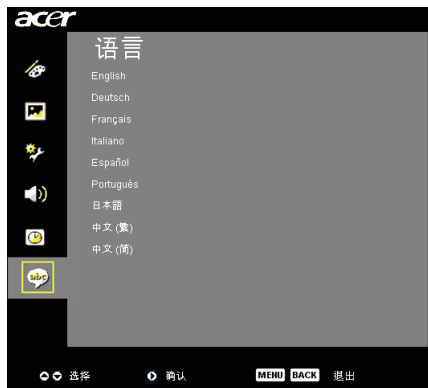 acer
语言
English
Deutsch
Français
Italiano
Español
Português
日本語
中文 (繁)
中文 (简)
abc
选择 确认 MENU BACK 退出